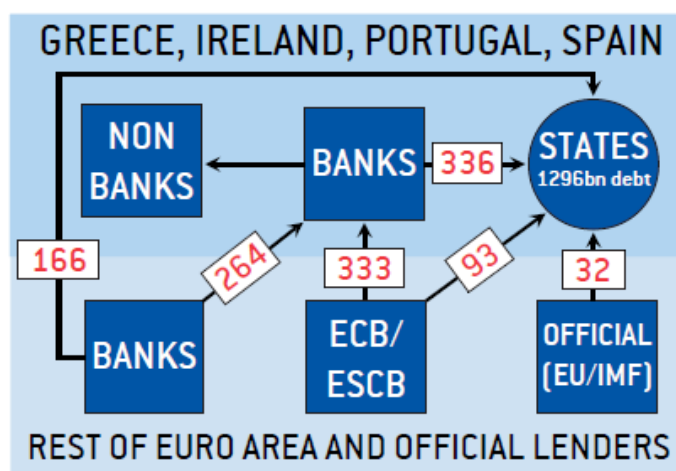 GREECE, IRELAND, PORTUGAL, SPAIN
NON
BANKS
BANKS
336
STATES
1296bn debt
166
264
333
93
32
BANKS
ECB/
ESCB
OFFICIAL
(EU/IMF)
REST OF EURO AREA AND OFFICIAL LENDERS